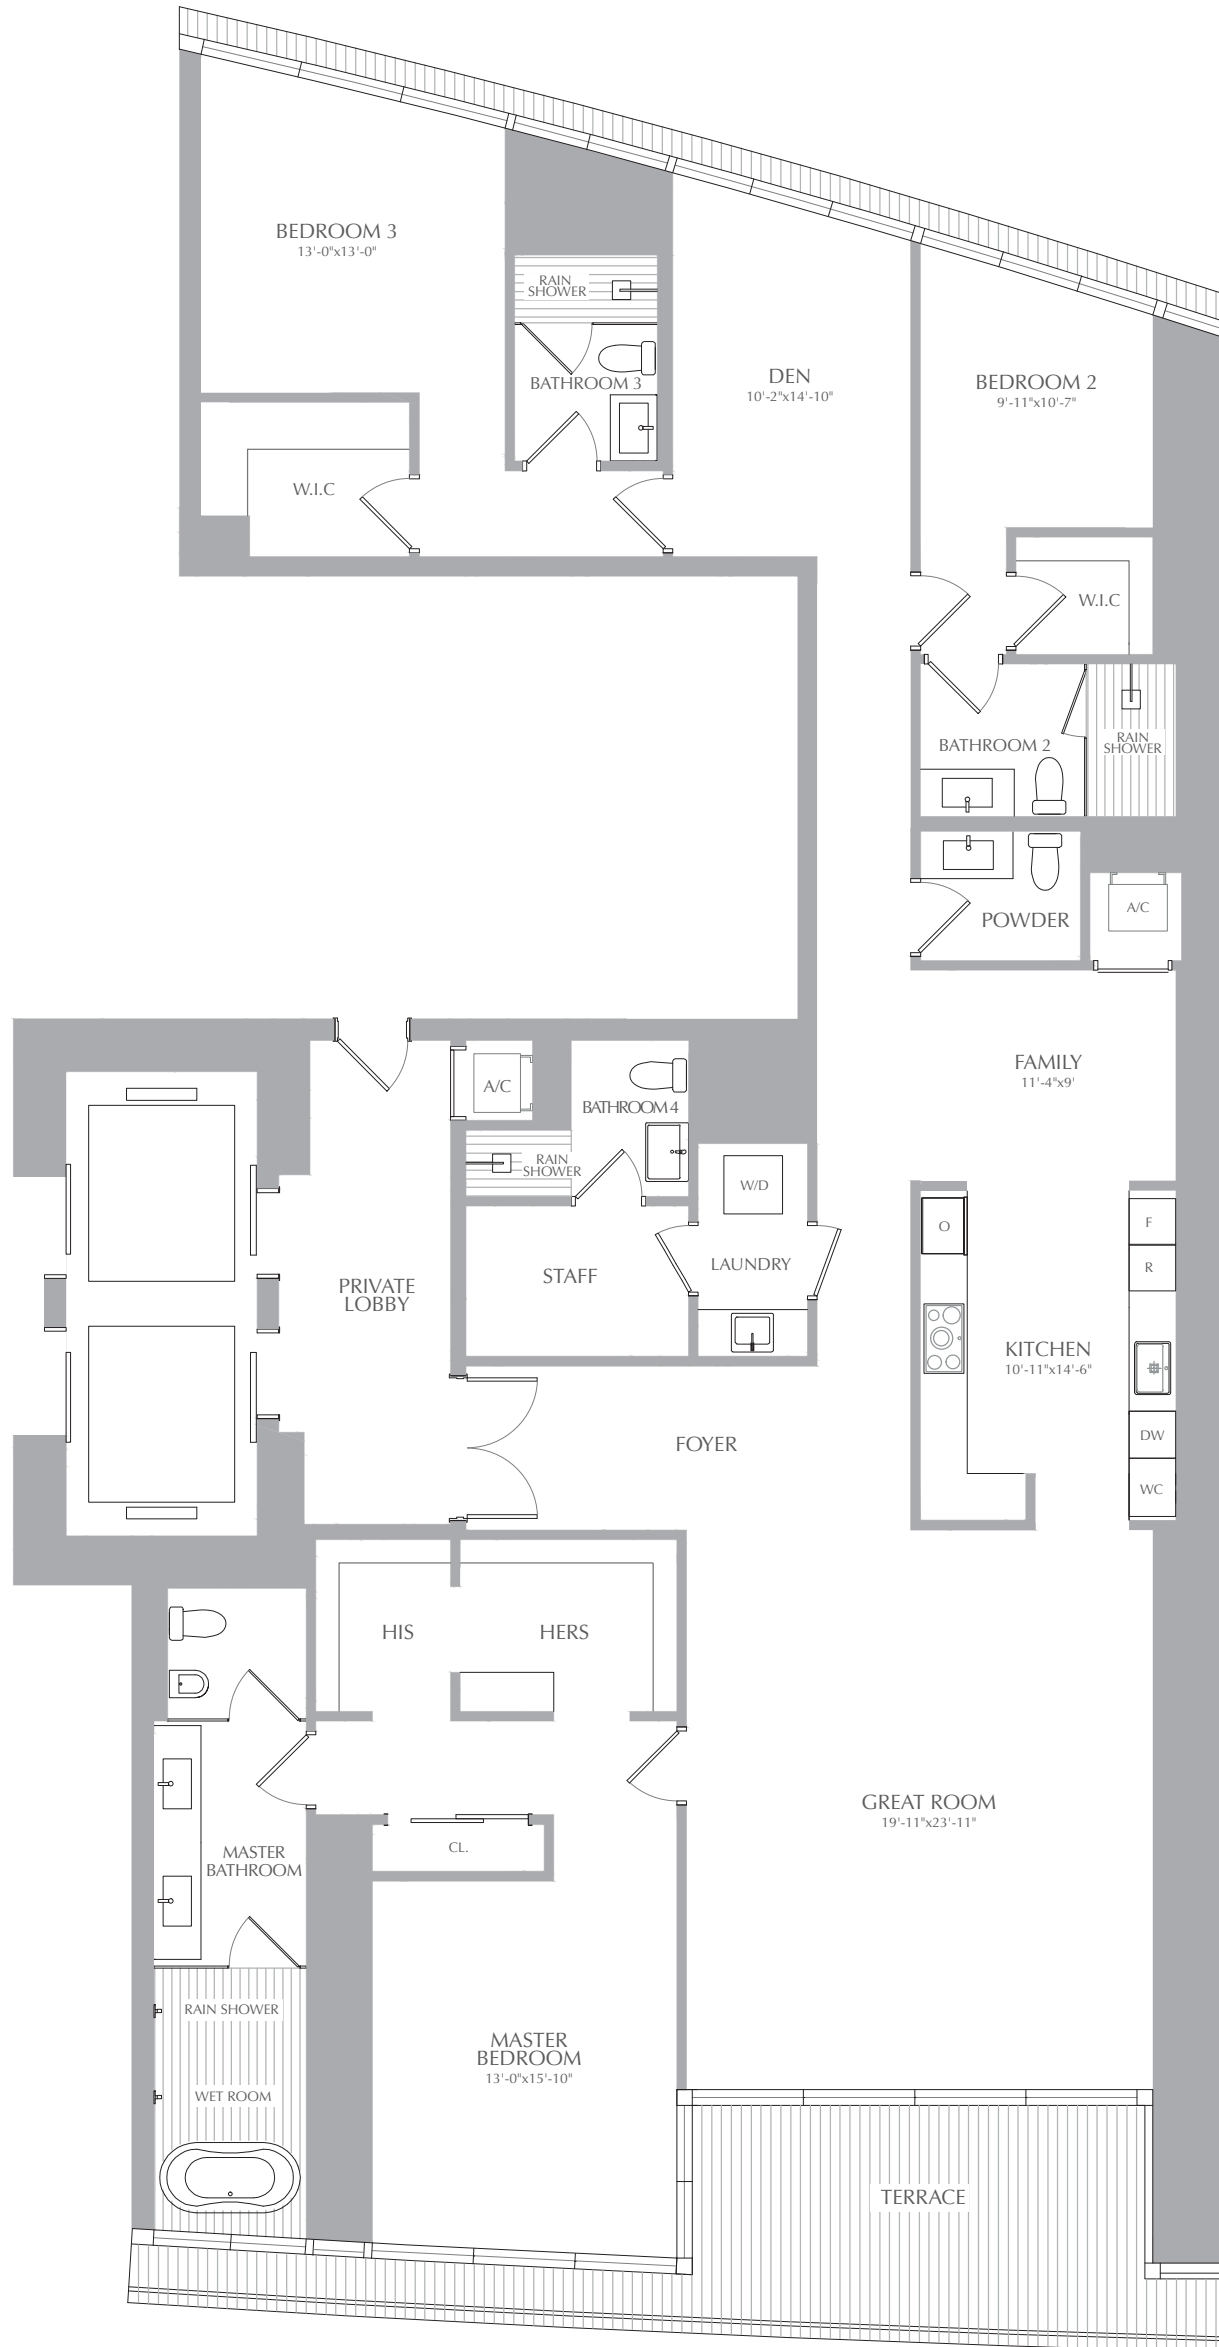 BEDROOM 3
13'-0"x13'-0"
RAIN
SHOWER
BATHROOM 3
DEN
10'-2"x14'-10"
BEDROOM 2
9'-11"x10'-7"
W.I.C
W.I.C
BATHROOM 2
RAIN
SHOWER
POWDER
A/C
FAMILY
11'-4"x9'
A/C
BATHROOM 4
RAIN
SHOWER
W/D
STAFF
LAUNDRY
PRIVATE
LOBBY
O
F
R
KITCHEN
10'-11"x14'-6"
DW
WC
FOYER
HIS
HERS
GREAT ROOM
19'-11"x23'-11"
CL.
MASTER
BATHROOM
RAIN SHOWER
WET ROOM
MASTER
BEDROOM
13'-0"x15'-10"
TERRACE